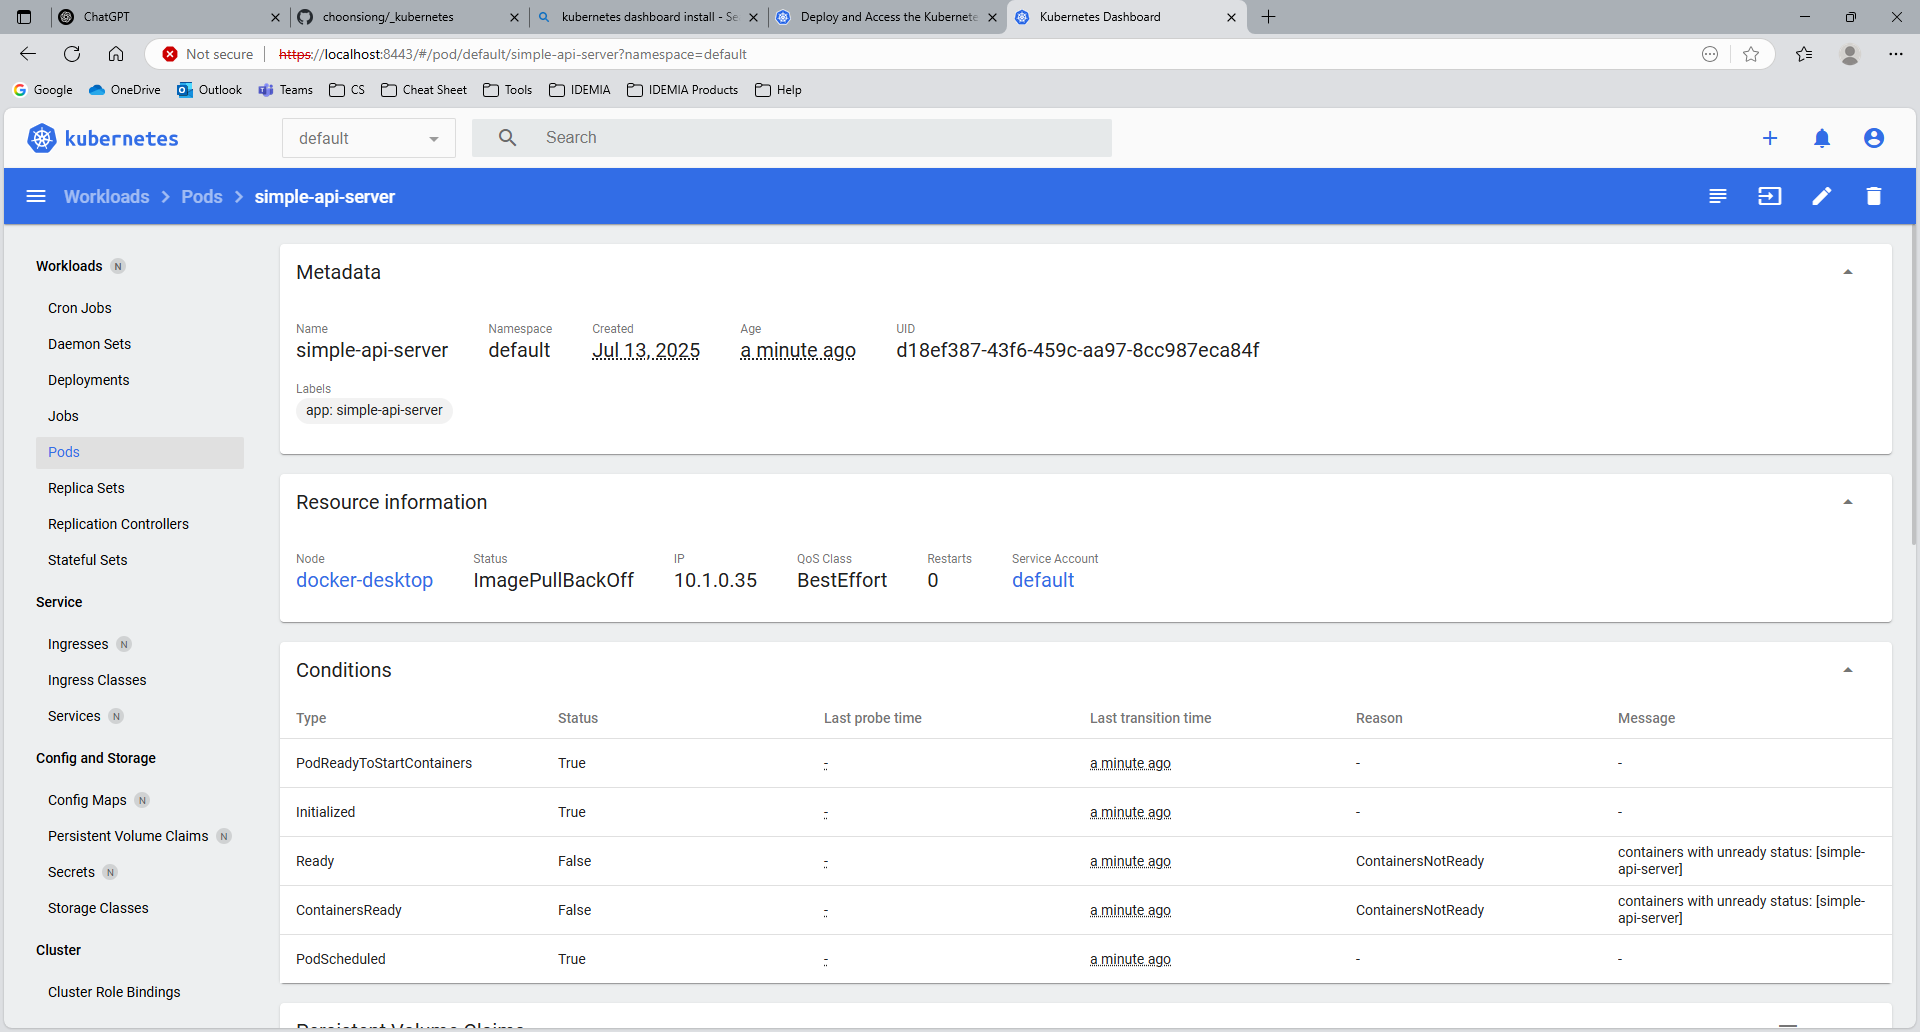 ChatGPT
choonsiong/_kubernetes
kubernetes dashboard install - Se
Deploy and Access the Kubernete
Kubernetes Dashboard
Not secure
https://localhost:8443/#/pod/default/simple-api-server?namespace=default
Google
OneDrive
Outlook
Teams
CS
Cheat Sheet
Tools
IDEMIA
IDEMIA Products
Help
kubernetes
default
Search
Workloads
Pods
simple-api-server
Workloads N
Cron Jobs
Daemon Sets
Deployments
Jobs
Pods
Replica Sets
Replication Controllers
Stateful Sets
Service
Ingresses N
Ingress Classes
Services N
Config and Storage
Config Maps N
Persistent Volume Claims N
Secrets N
Storage Classes
Cluster
Cluster Role Bindings
Metadata
Name Namespace Created Age UID
simple-api-server default Jul 13, 2025 a minute ago d18ef387-43f6-459c-aa97-8cc987eca84f
Labels
app: simple-api-server
Resource information
Node Status IP QoS Class Restarts Service Account
docker-desktop ImagePullBackOff 10.1.0.35 BestEffort 0 default
Conditions
Type Status Last probe time Last transition time Reason Message
PodReadyToStartContainers True - a minute ago - -
Initialized True - a minute ago - -
Ready False - a minute ago ContainersNotReady containers with unready status: [simple-
api-server]
ContainersReady False - a minute ago ContainersNotReady containers with unready status: [simple-
api-server]
PodScheduled True - a minute ago - -
Persistent Volume Claims